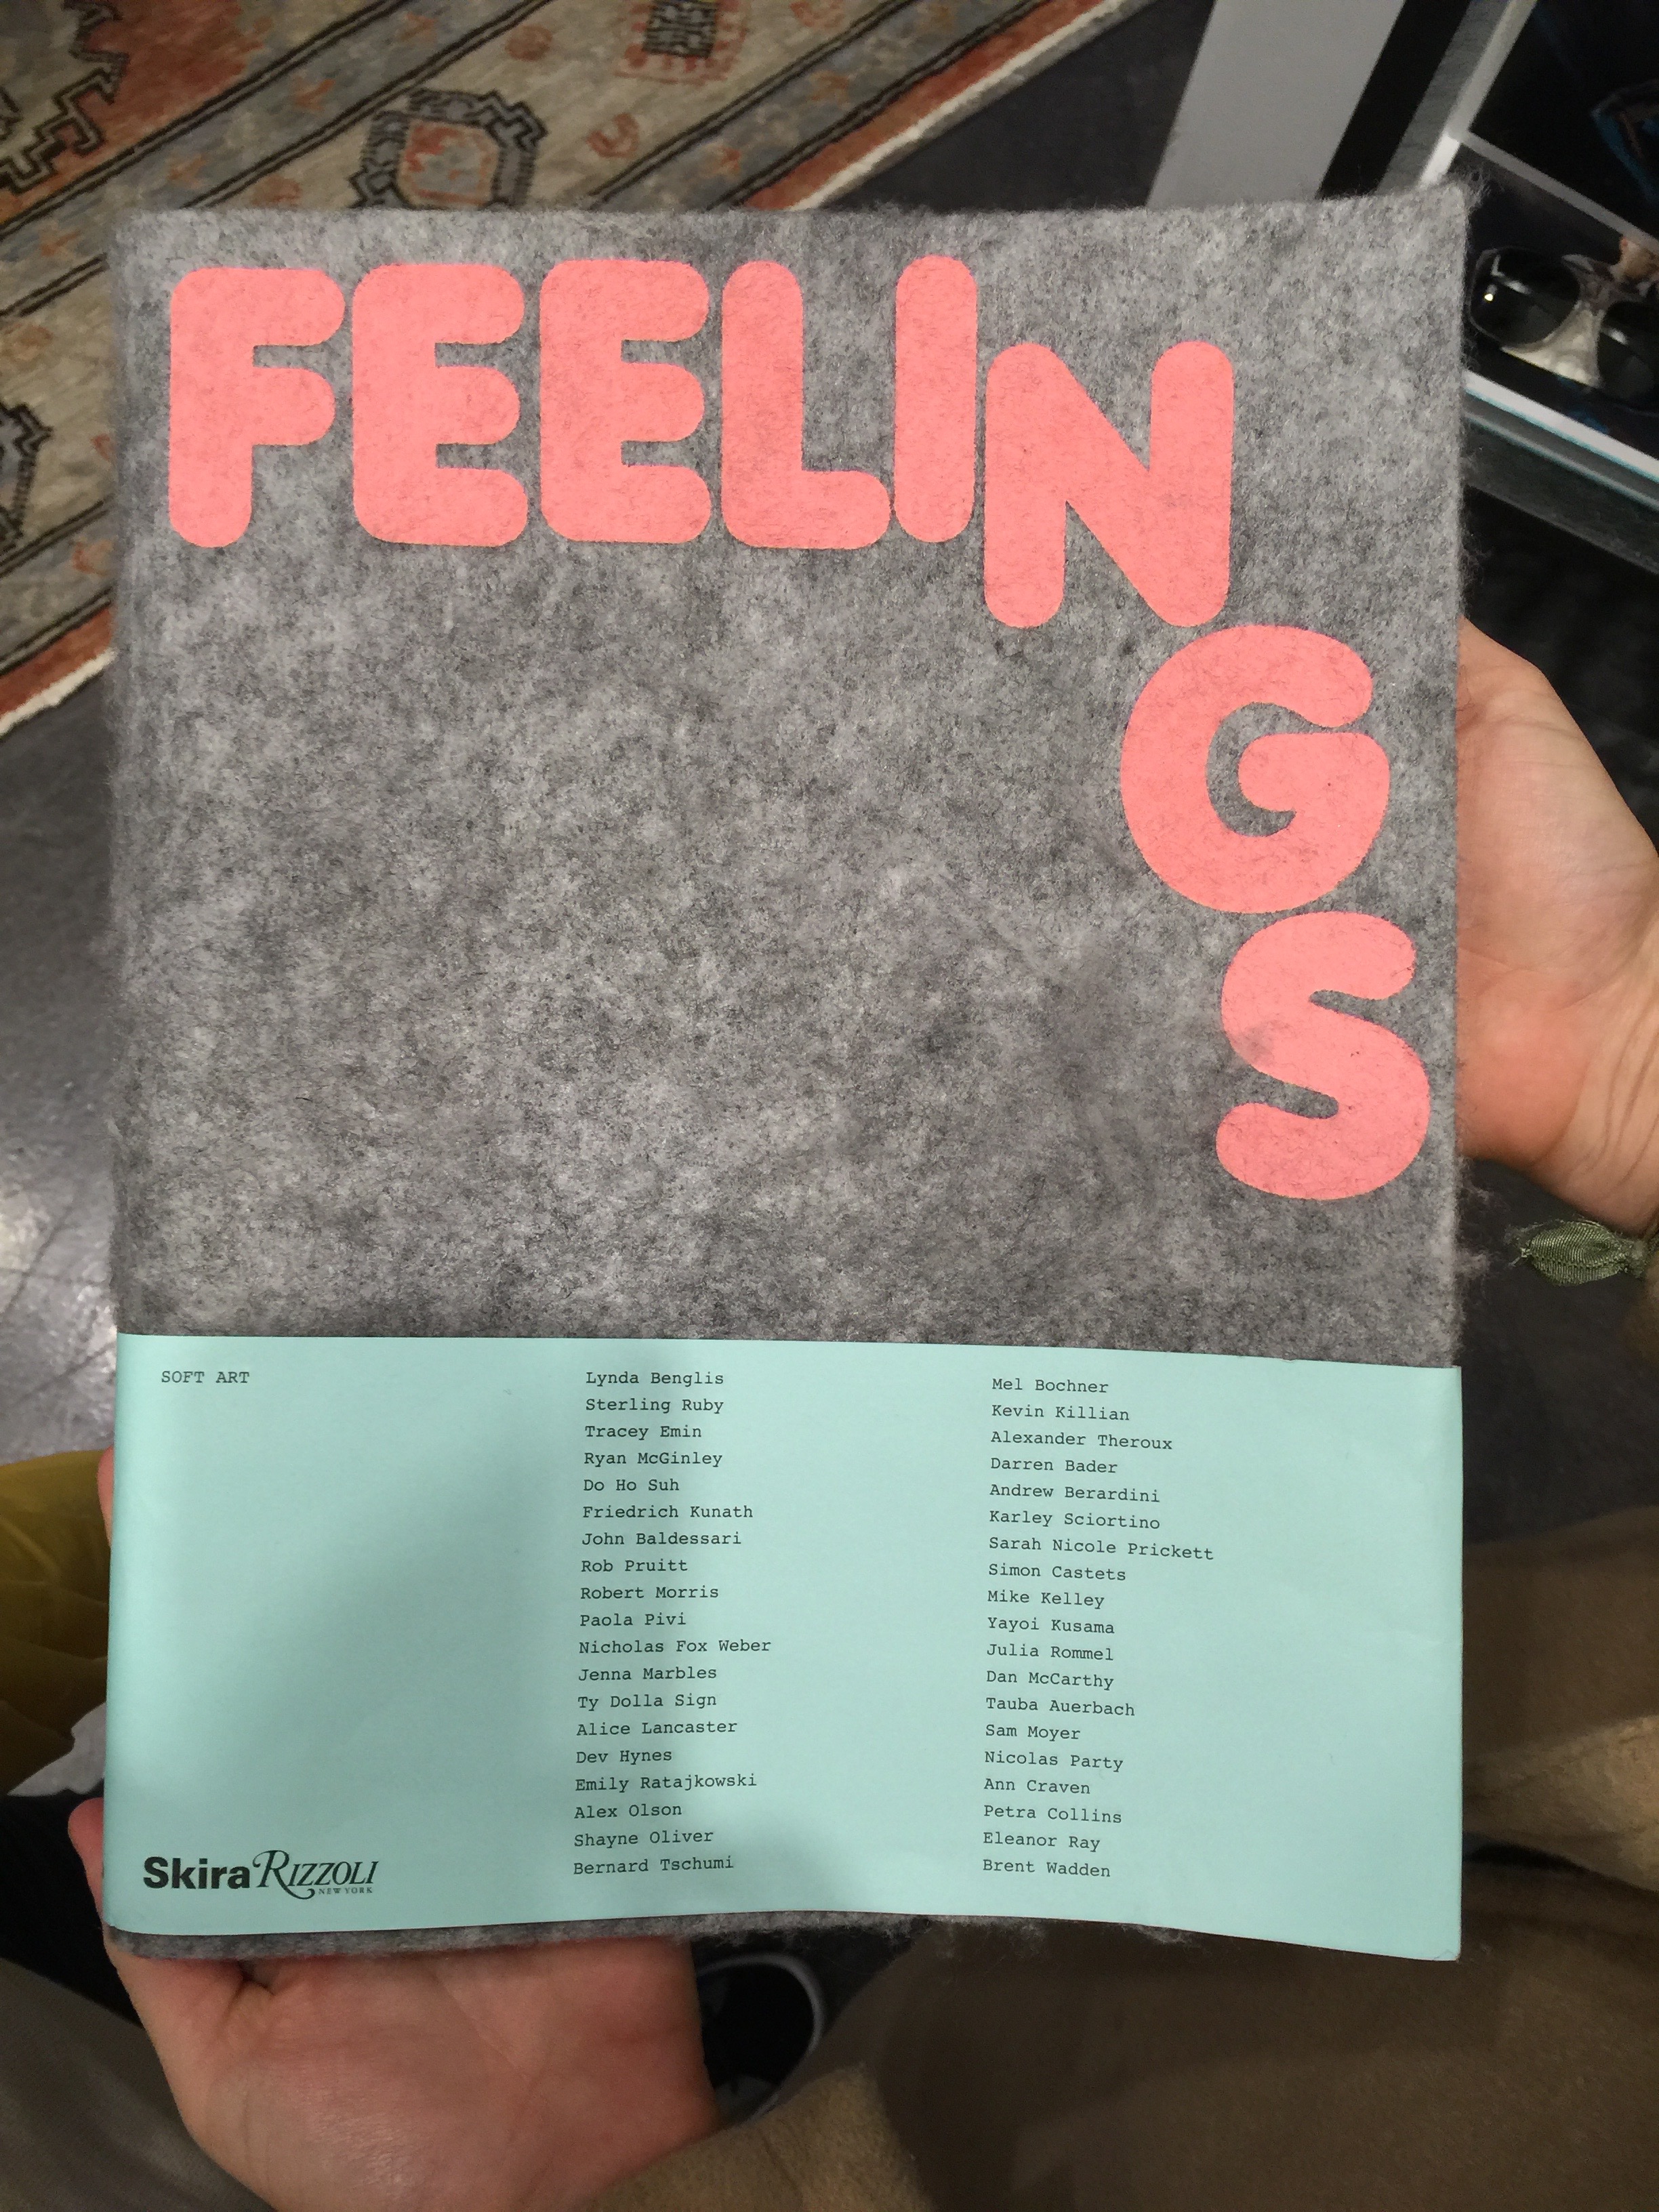 FEELINGS
SOFT ART
Lynda Benglis
Sterling Ruby
Tracey Emin
Ryan McGinley
Do Ho Suh
Friedrich Kunath
John Baldessari
Rob Pruitt
Robert Morris
Paola Pivi
Nicholas Fox Weber
Jenna Marbles
Ty Dolla Sign
Alice Lancaster
Dev Hynes
Emily Ratajkowski
Alex Olson
Shayne Oliver
Bernard Tschumi
Mel Bochner
Kevin Killian
Alexander Theroux
Darren Bader
Andrew Berardini
Karley Sciortino
Sarah Nicole Prickett
Simon Castets
Mike Kelley
Yayoi Kusama
Julia Rommel
Dan McCarthy
Tauba Auerbach
Sam Moyer
Nicolas Party
Ann Craven
Petra Collins
Eleanor Ray
Brent Wadden
Skira RIZZOLI
NEW YORK